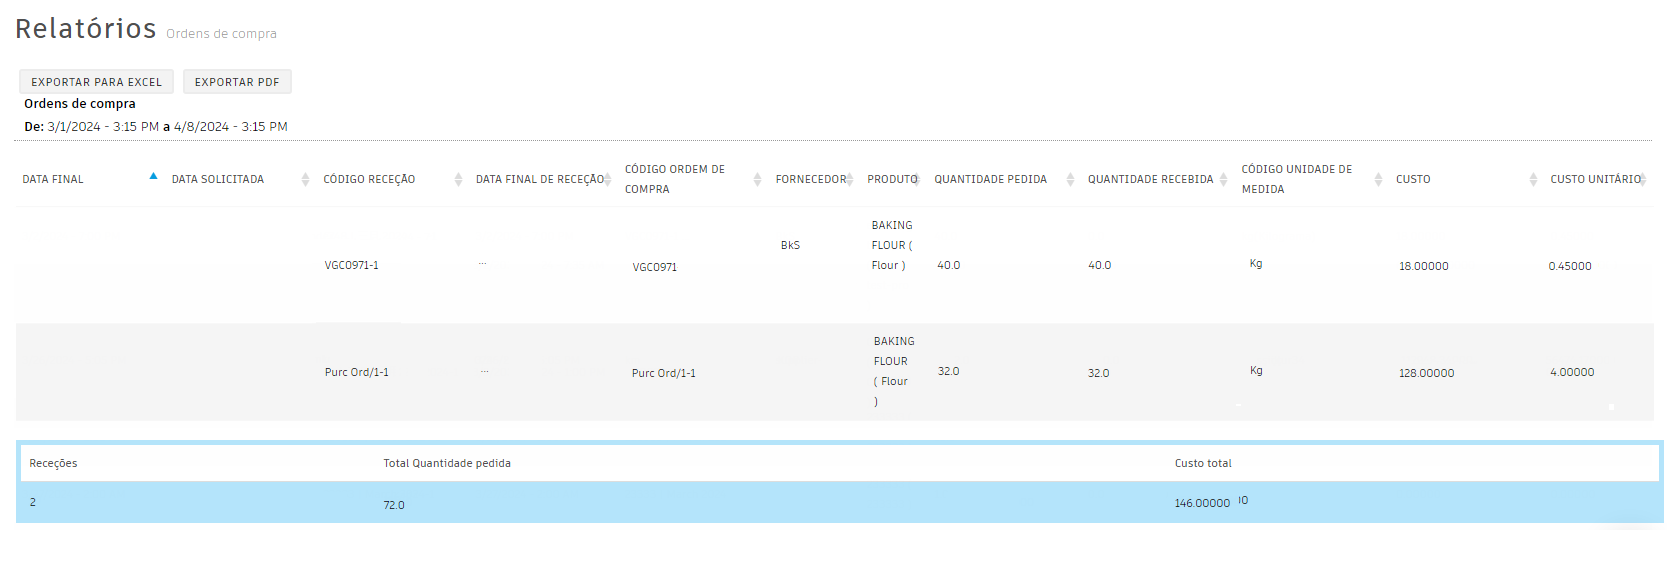 Relatórios Ordens de compra
EXPORTAR PARA EXCEL EXPORTAR PDF
Ordens de compra
De: 3/1/2024 - 3:15 PM a 4/8/2024 - 3:15 PM
DATA FINAL DATA SOLICITADA CÓDIGO RECEÇÃO DATA FINAL DE RECEÇÃO CÓDIGO ORDEM DE COMPRA FORNECEDOR PRODUTO QUANTIDADE PEDIDA QUANTIDADE RECEBIDA CÓDIGO UNIDADE DE MEDIDA CUSTO CUSTO UNITÁRIO
VGC0971-1 ... VGC0971 BkS BAKING FLOUR ( Flour ) 40.0 40.0 Kg 18.00000 0.45000
Purc Ord/1-1 ... Purc Ord/1-1 BAKING FLOUR ( Flour ) 32.0 32.0 Kg 128.00000 4.00000
Receções Total Quantidade pedida Custo total
2 72.0 146.00000